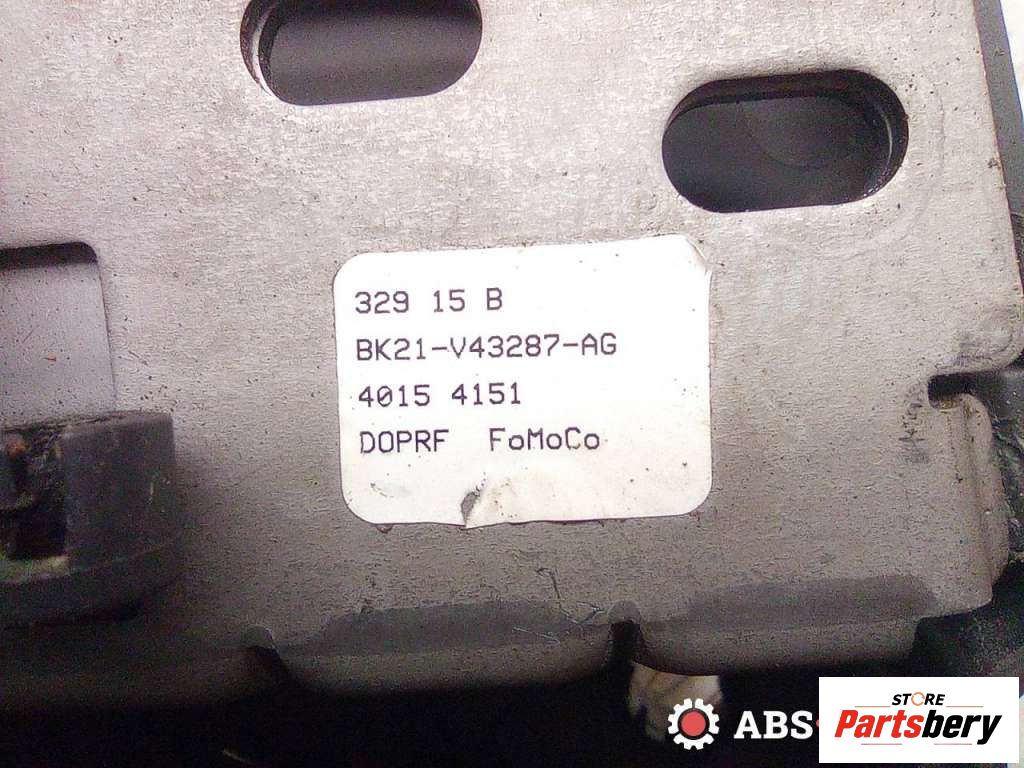 329 15 B
BK21-V43287-AG
4015 4151
DOPRF FoMoCo
ABS-
STORE
Partsbery